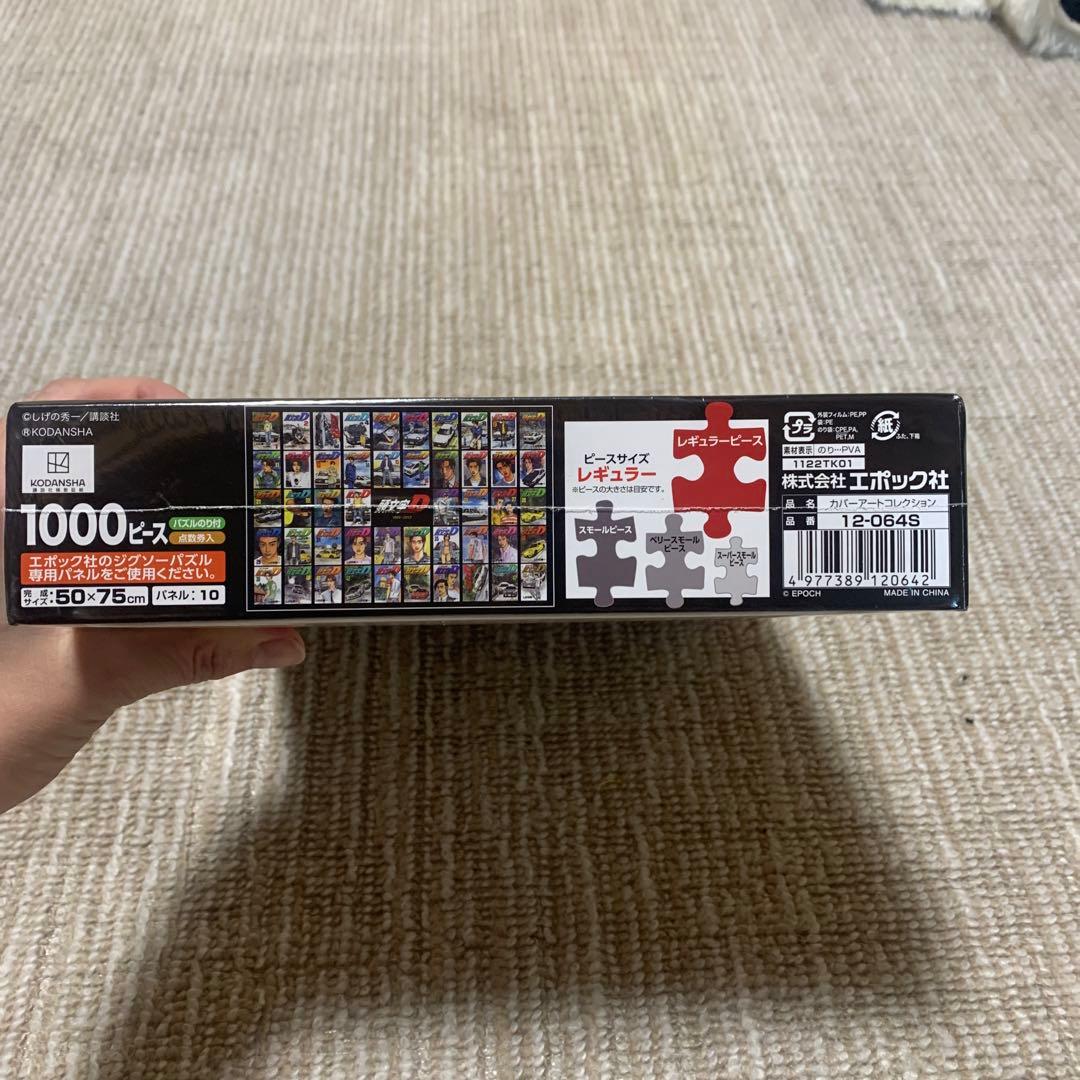 ©しげの秀一/講談社
ⓇKODANSHA
KODANSHA
1000ピース
パズルのり付
点数券入
エポック社のジグソーパズル
専用パネルをご使用ください。
完成サイズ:50×75cm
パネル:10
頭文字D
ピースサイズ
レギュラー
※ピースの大きさは目安です。
レギュラーピース
スモールピース
ベリースモール
ピース
スーパースモール
ピース
プラ
外装フィルム:PE,PP
袋:PE
のり袋:CPE,PA,
PET,M
紙
ふた、下箱
素材表示 のり…PVA
1122TK01
株式会社 エポック社
品名 カバーアートコレクション
品番 12-064S
4 977389 120642
© EPOCH
MADE IN CHINA